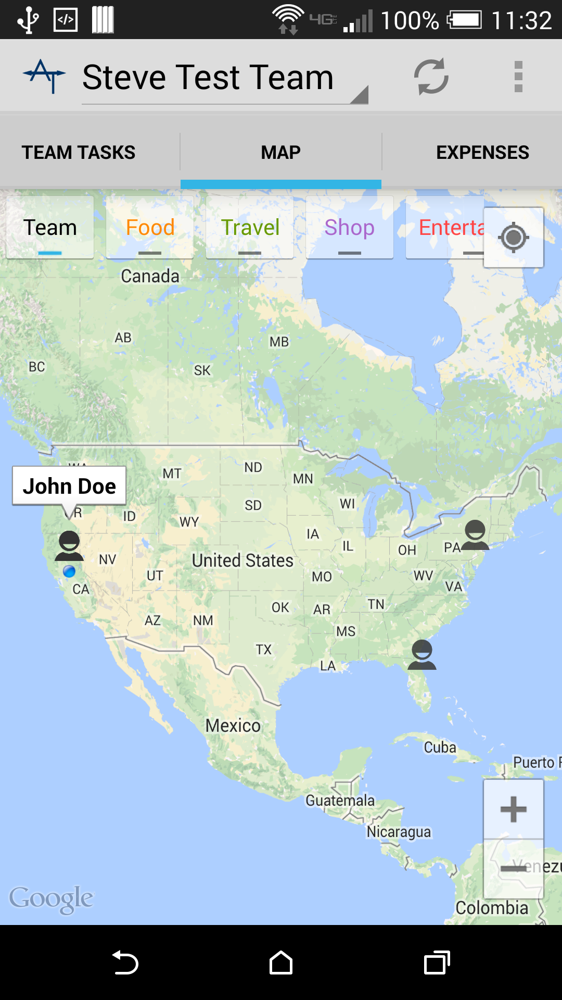 </> 4G LTE 100% 11:32
AT Steve Test Team
TEAM TASKS MAP EXPENSES
Team Food Travel Shop Enterta
Canada
AB MB
BC SK
ND
MT MN
John Doe
WI
SD
ID WY
IA
IL OH PA
NV United States
UT MO WV
CA VA
OK AR TN
AZ NM
MS
TX
LA
Mexico
Cuba
Puerto
Guatemala
Nicaragua
Venezu
Google
Colombia